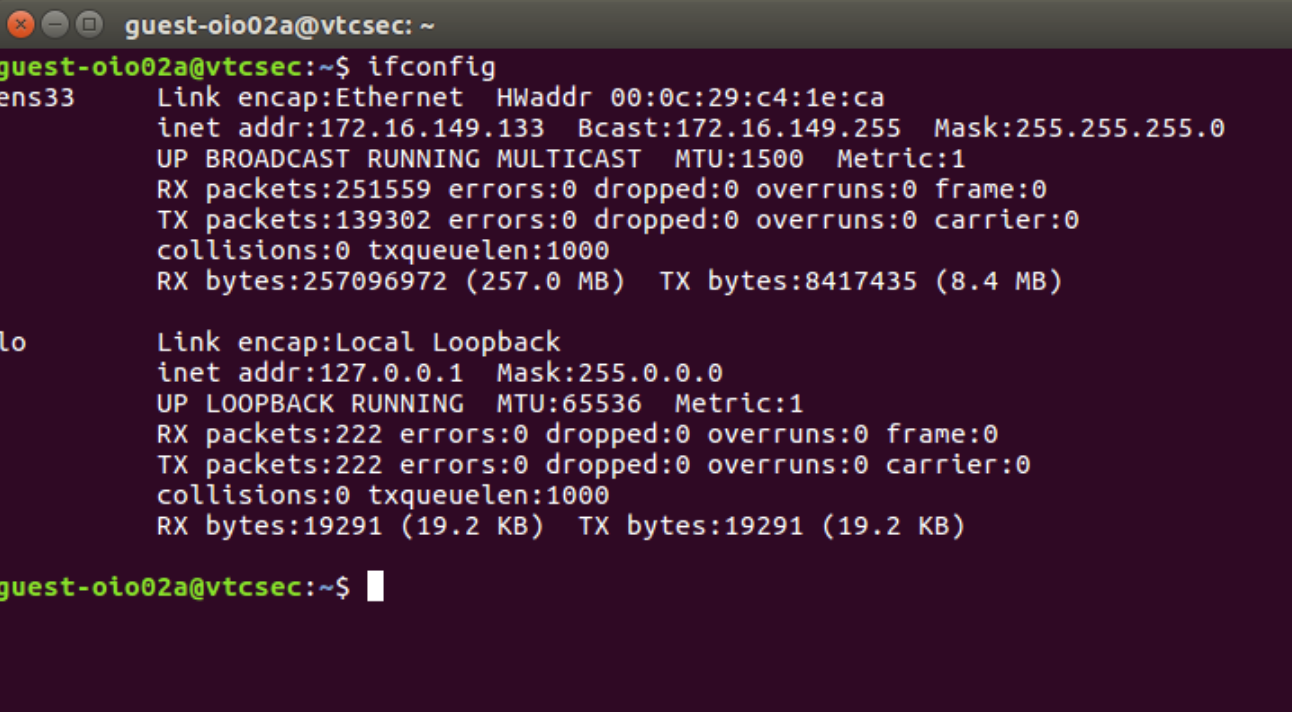 guest-oio02a@vtcsec: ~
guest-oio02a@vtcsec:~$ ifconfig
ens33     Link encap:Ethernet  HWaddr 00:0c:29:c4:1e:ca
          inet addr:172.16.149.133  Bcast:172.16.149.255  Mask:255.255.255.0
          UP BROADCAST RUNNING MULTICAST  MTU:1500  Metric:1
          RX packets:251559 errors:0 dropped:0 overruns:0 frame:0
          TX packets:139302 errors:0 dropped:0 overruns:0 carrier:0
          collisions:0 txqueuelen:1000
          RX bytes:257096972 (257.0 MB)  TX bytes:8417435 (8.4 MB)

lo        Link encap:Local Loopback
          inet addr:127.0.0.1  Mask:255.0.0.0
          UP LOOPBACK RUNNING  MTU:65536  Metric:1
          RX packets:222 errors:0 dropped:0 overruns:0 frame:0
          TX packets:222 errors:0 dropped:0 overruns:0 carrier:0
          collisions:0 txqueuelen:1000
          RX bytes:19291 (19.2 KB)  TX bytes:19291 (19.2 KB)

guest-oio02a@vtcsec:~$